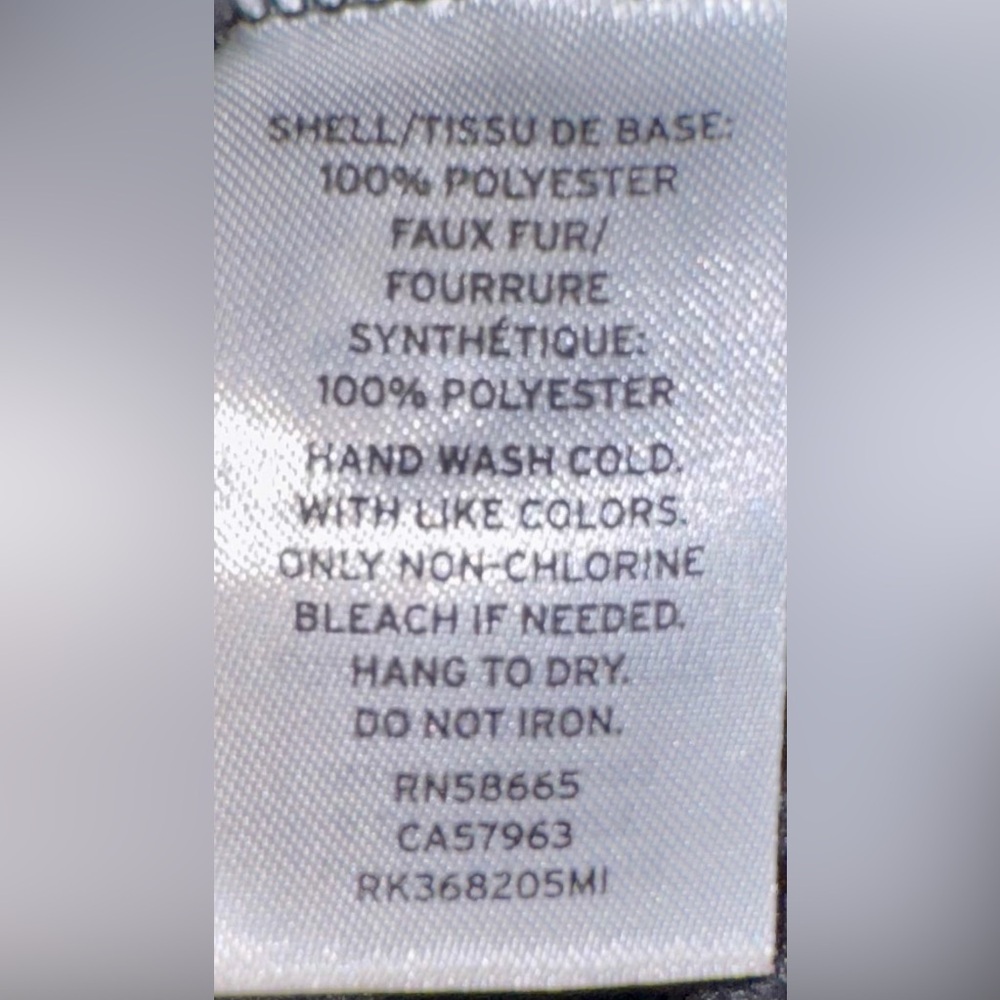 SHELL/TISSU DE BASE:
100% POLYESTER
FAUX FUR/
FOURRURE
SYNTHÉTIQUE:
100% POLYESTER
HAND WASH COLD.
WITH LIKE COLORS.
ONLY NON-CHLORINE
BLEACH IF NEEDED.
HANG TO DRY.
DO NOT IRON.
RN58665
CA57963
RK368205MI